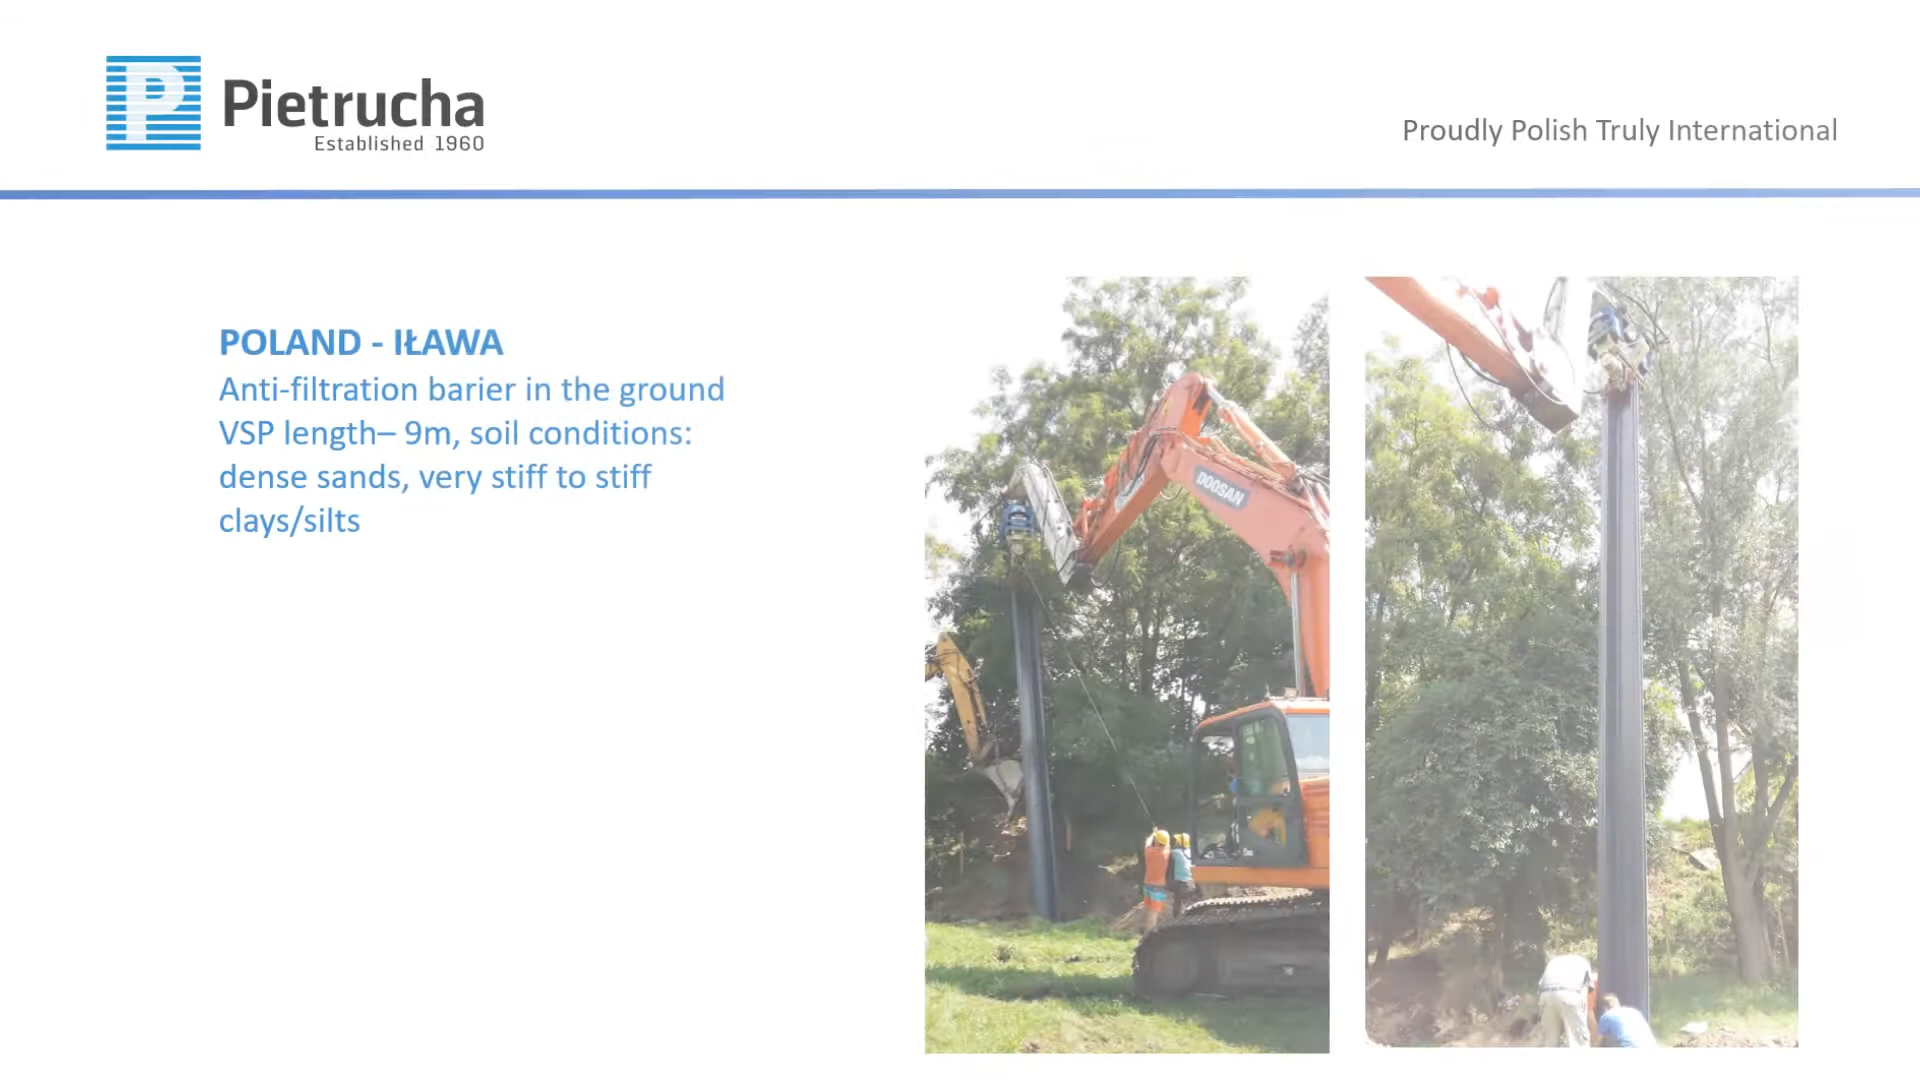 P
Pietrucha
Established 1960
Proudly Polish Truly International
POLAND - IŁAWA
Anti-filtration barier in the ground
VSP length– 9m, soil conditions:
dense sands, very stiff to stiff
clays/silts
DOOSAN